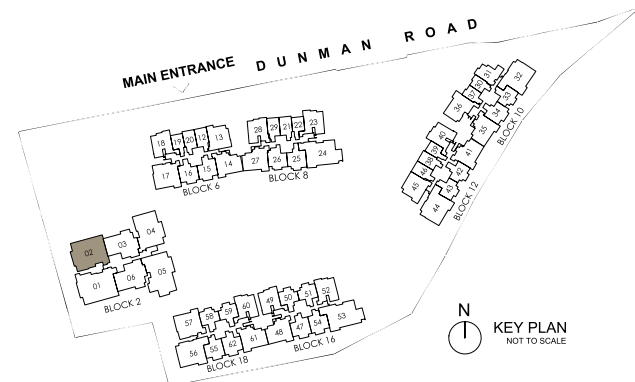 DUNMAN ROAD
MAIN ENTRANCE
18 19 20 12 13
17 16 15 14
BLOCK 6
28 29 21 22 23
27 26 25 24
BLOCK 8
37 30 31 32
36 35 34 33
BLOCK 10
40 39 38 46 45
41 42 43 44
BLOCK 12
02 03 04
01 06 05
BLOCK 2
57 58 59 60
56 55 62 61
BLOCK 18
49 50 51 52
48 47 54 53
BLOCK 16
N
KEY PLAN
NOT TO SCALE